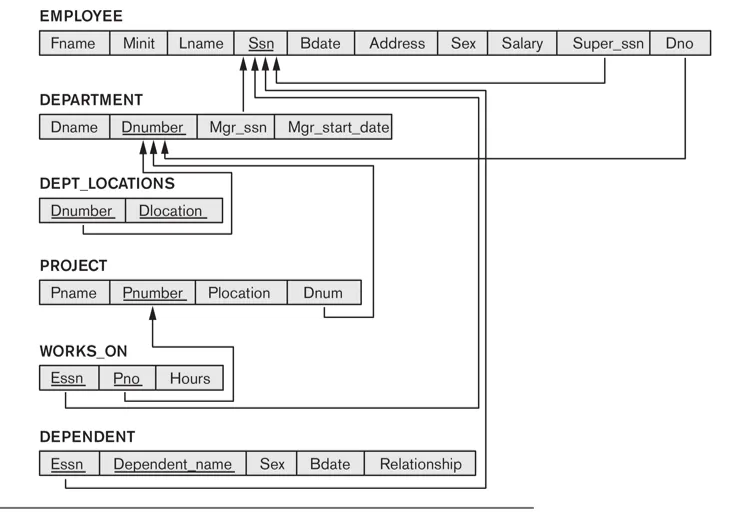 EMPLOYEE
Fname Minit Lname Ssn Bdate Address Sex Salary Super_ssn Dno
DEPARTMENT
Dname Dnumber Mgr_ssn Mgr_start_date
DEPT_LOCATIONS
Dnumber Dlocation
PROJECT
Pname Pnumber Plocation Dnum
WORKS_ON
Essn Pno Hours
DEPENDENT
Essn Dependent_name Sex Bdate Relationship